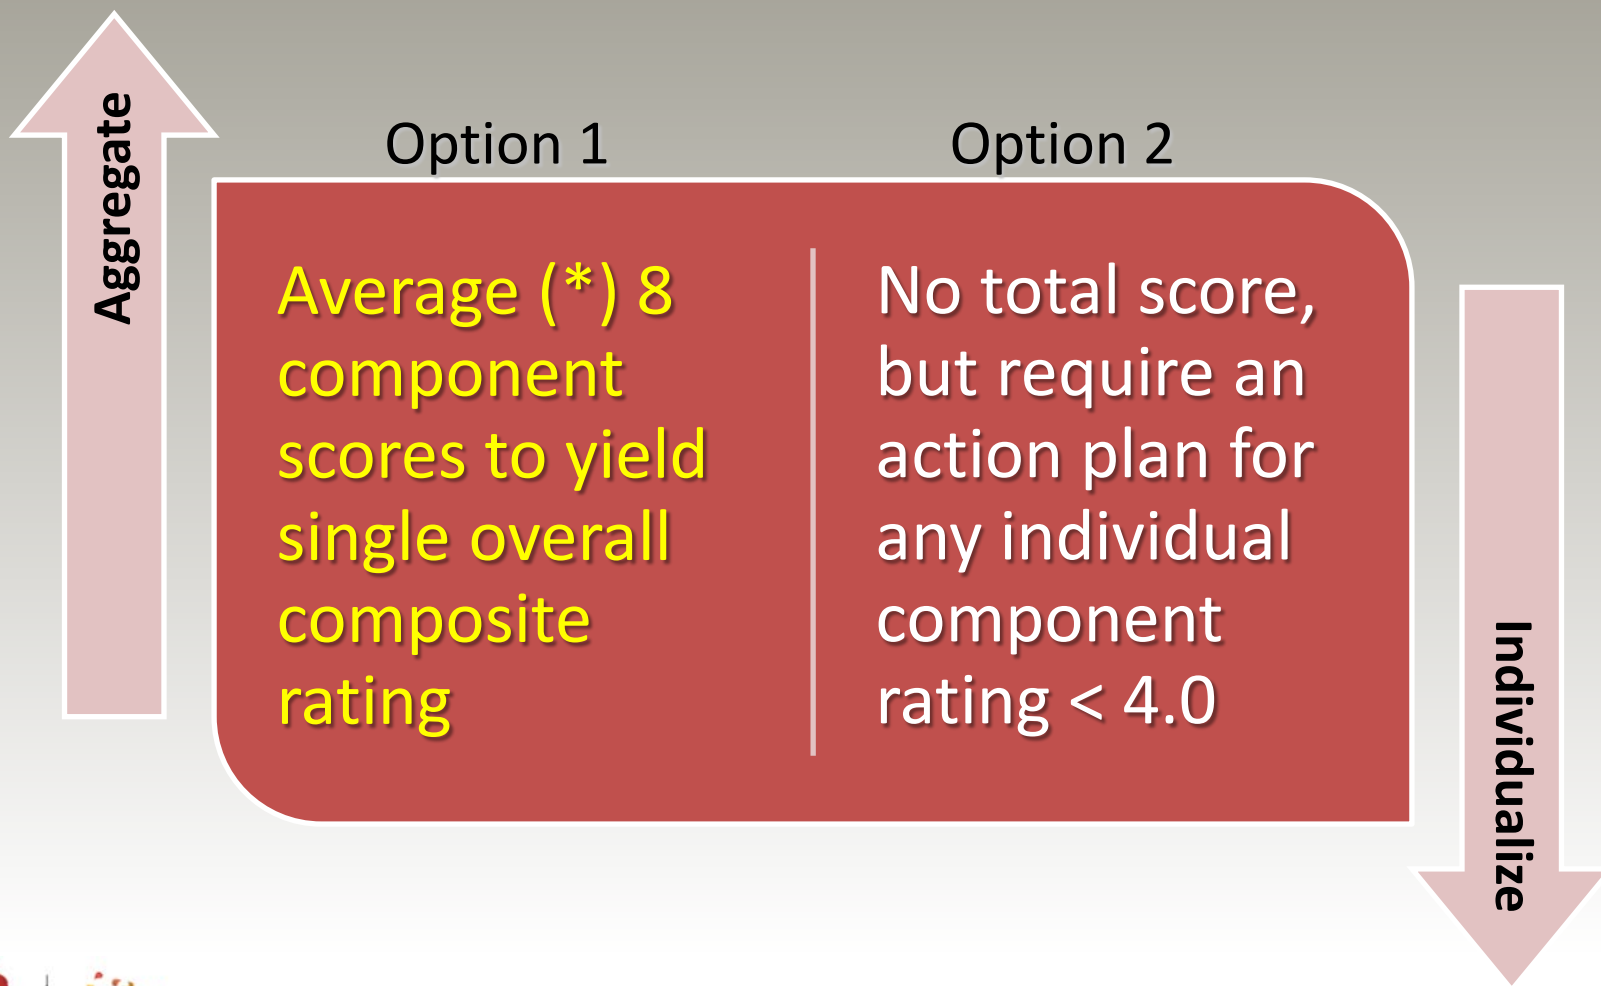 Aggregate
Option 1
Option 2
Average (*) 8
component
scores to yield
single overall
composite
rating
No total score,
but require an
action plan for
any individual
component
rating < 4.0
Individualize